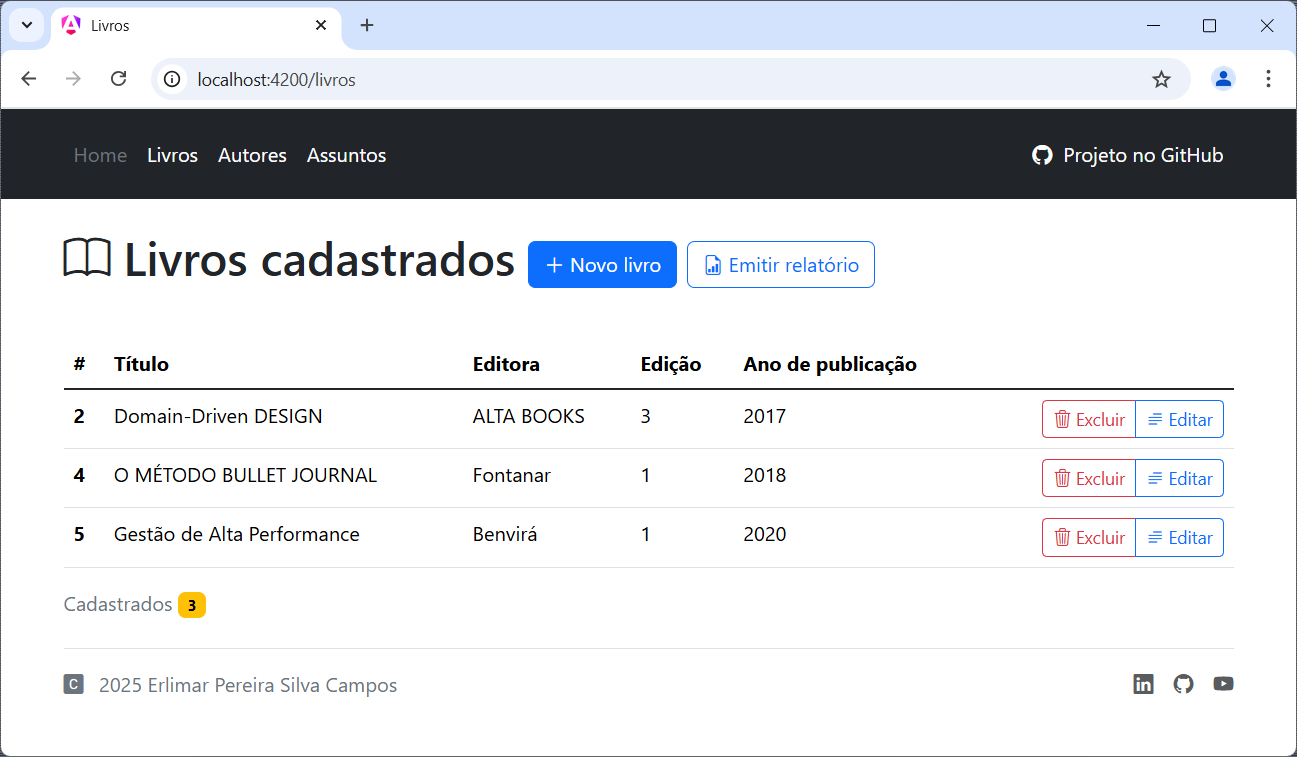 Livros
localhost:4200/livros
Home Livros Autores Assuntos Projeto no GitHub
Livros cadastrados + Novo livro Emitir relatório
# Título Editora Edição Ano de publicação
2 Domain-Driven DESIGN ALTA BOOKS 3 2017 Excluir Editar
4 O MÉTODO BULLET JOURNAL Fontanar 1 2018 Excluir Editar
5 Gestão de Alta Performance Benvirá 1 2020 Excluir Editar
Cadastrados 3
C 2025 Erlimar Pereira Silva Campos in